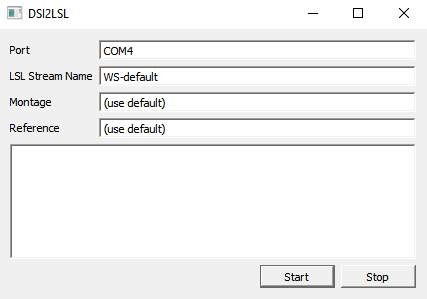 DSI2LSL
Port COM4
LSL Stream Name WS-default
Montage (use default)
Reference (use default)
Start Stop